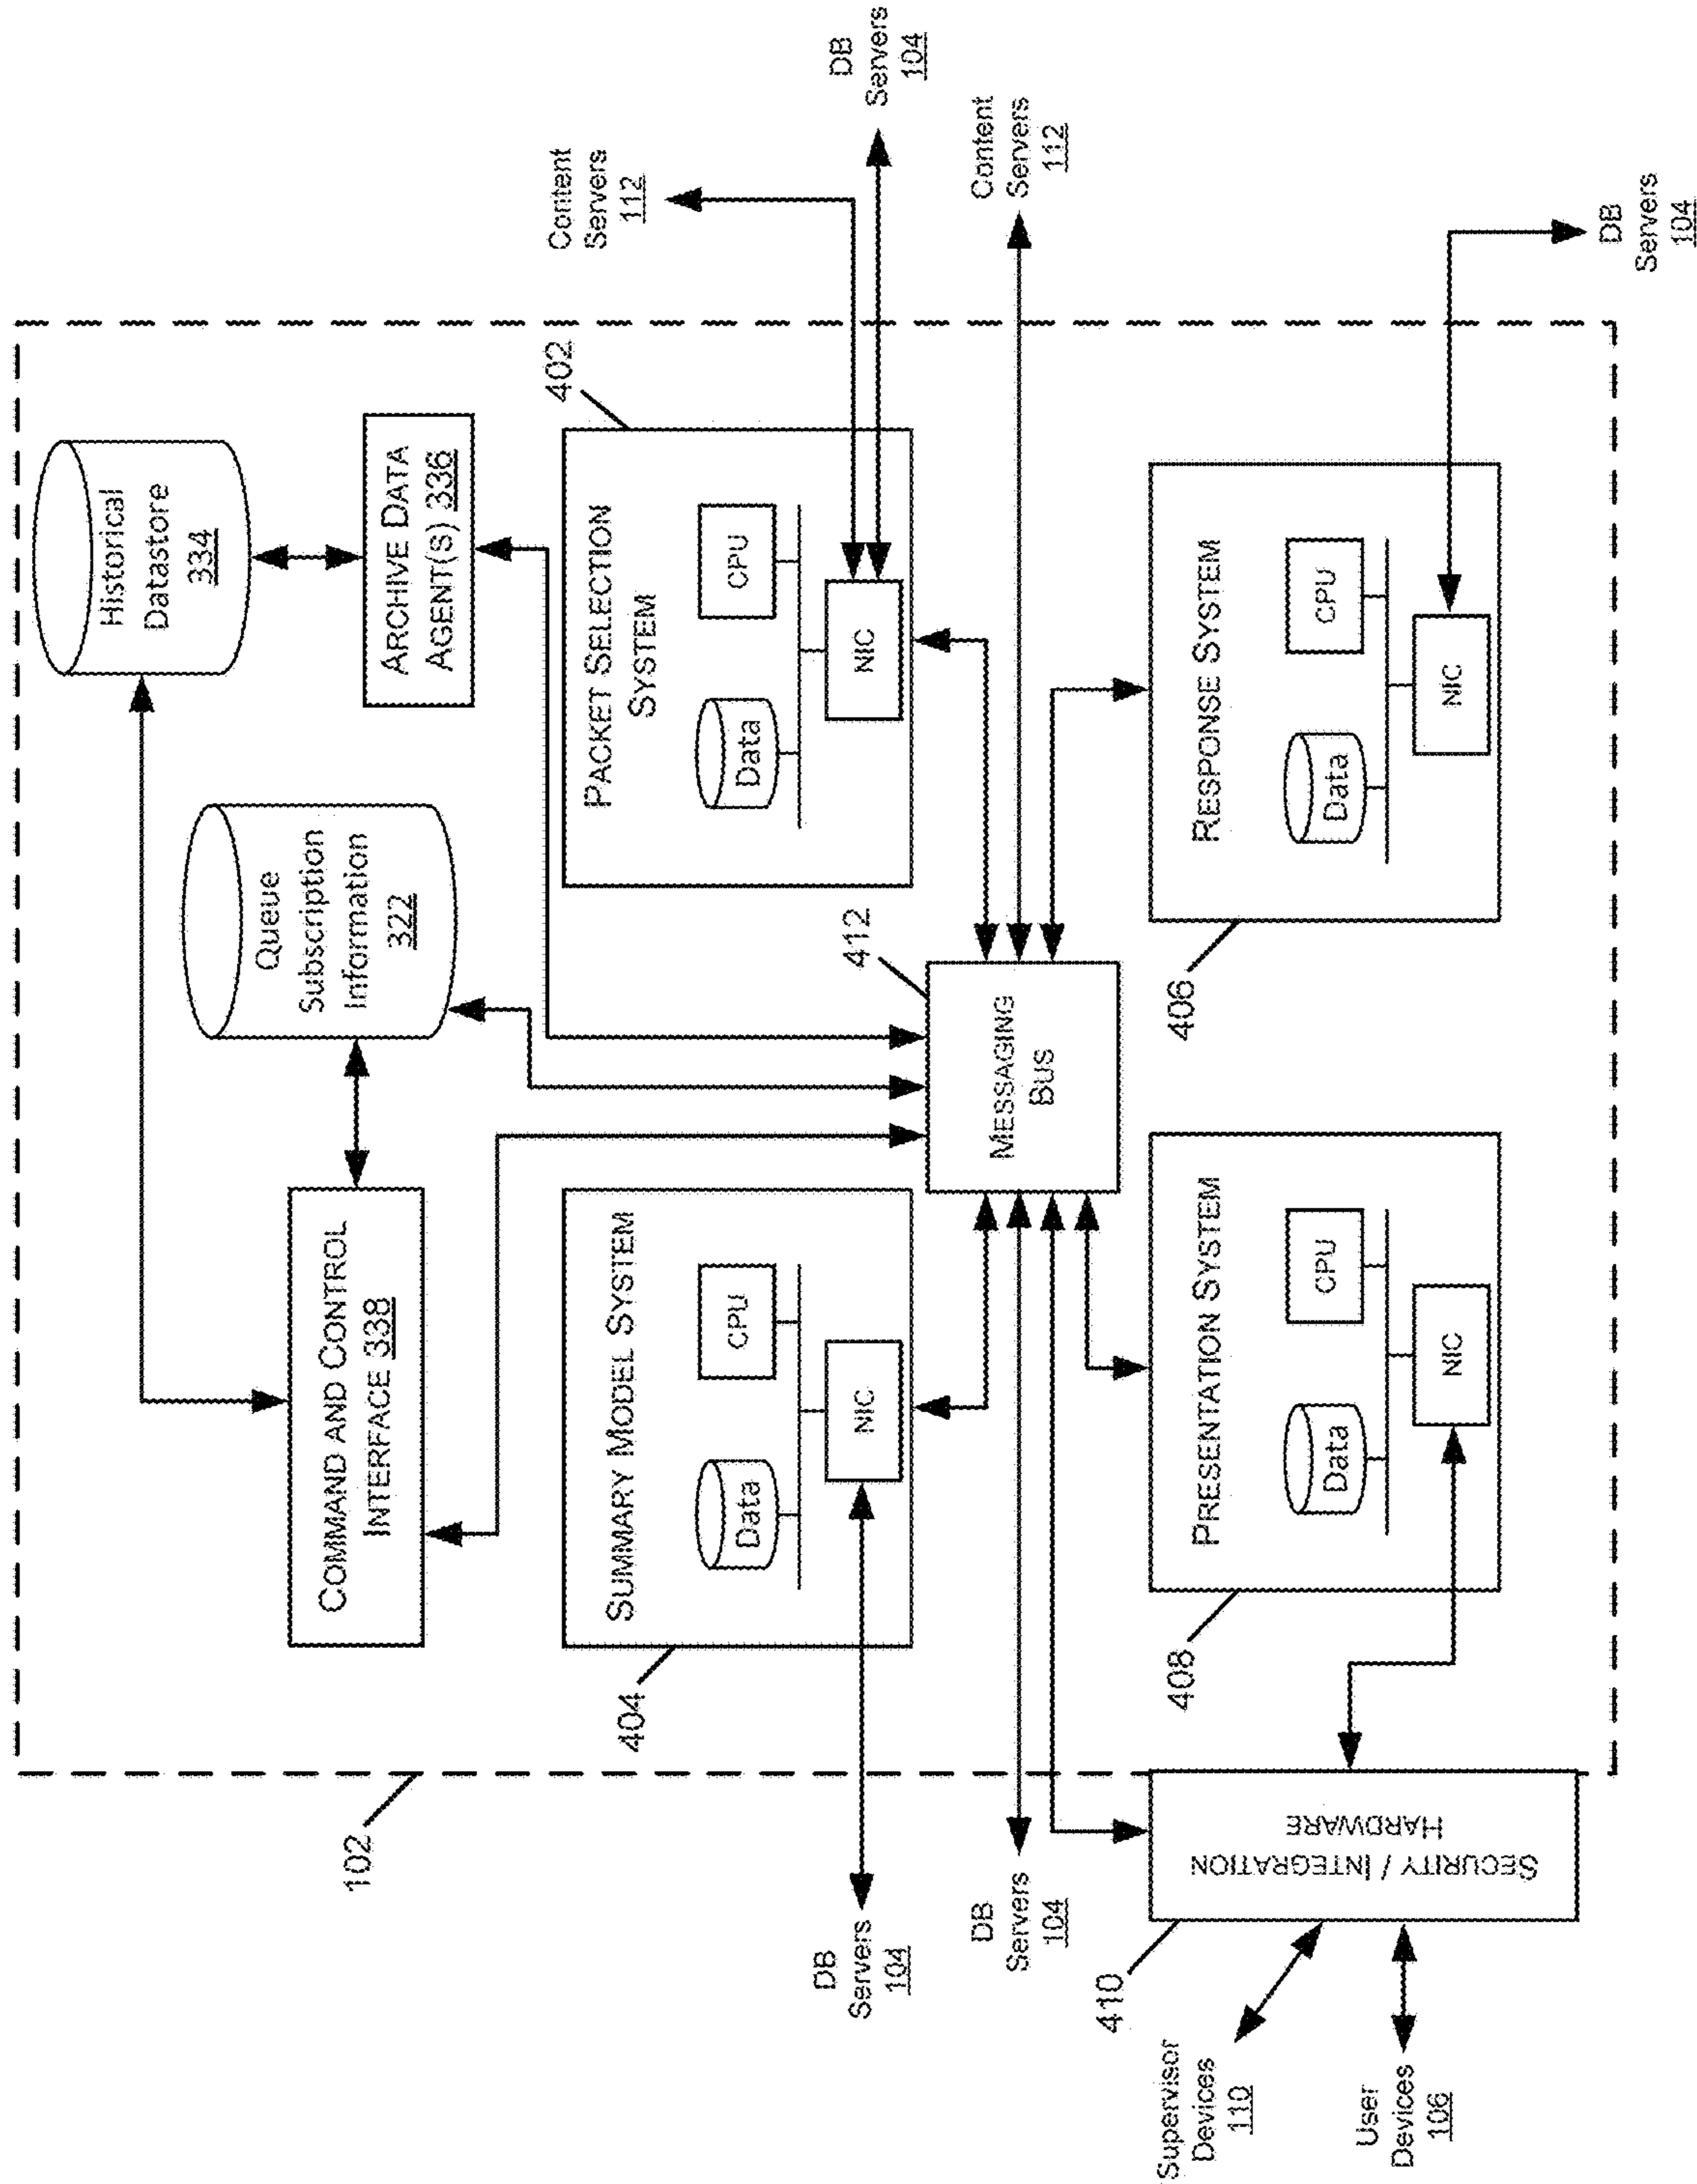 102
Historical
Datastore
334
Queue
Subscription
Information
322
COMMAND AND CONTROL
INTERFACE 338
ARCHIVE DATA
AGENT(S) 336
404
SUMMARY MODEL SYSTEM
Data
CPU
NIC
DB
Servers
104
402
PACKET SELECTION
SYSTEM
Data
CPU
NIC
Content
Servers
112
DB
Servers
104
412
MESSAGING
BUS
DB
Servers
104
Content
Servers
112
410
SECURITY / INTEGRATION
HARDWARE
Supervisor
Devices
110
User
Devices
106
408
PRESENTATION SYSTEM
Data
CPU
NIC
406
RESPONSE SYSTEM
Data
CPU
NIC
DB
Servers
104